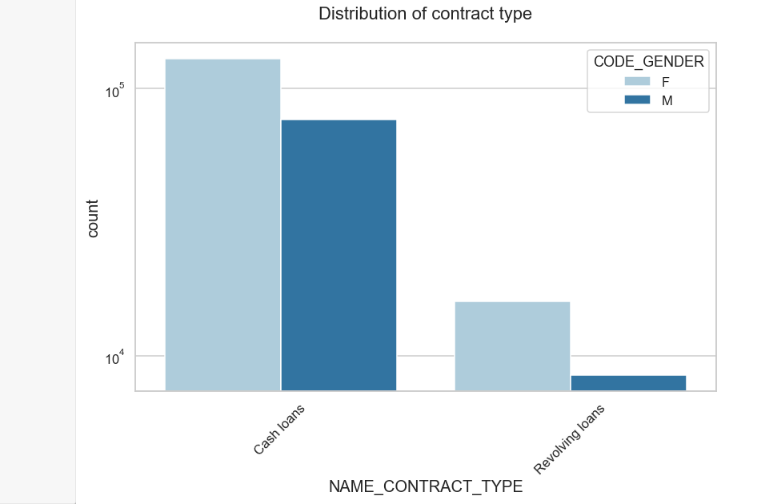 Distribution of contract type
CODE_GENDER
F
M
10^5
10^4
count
Cash loans
Revolving loans
NAME_CONTRACT_TYPE